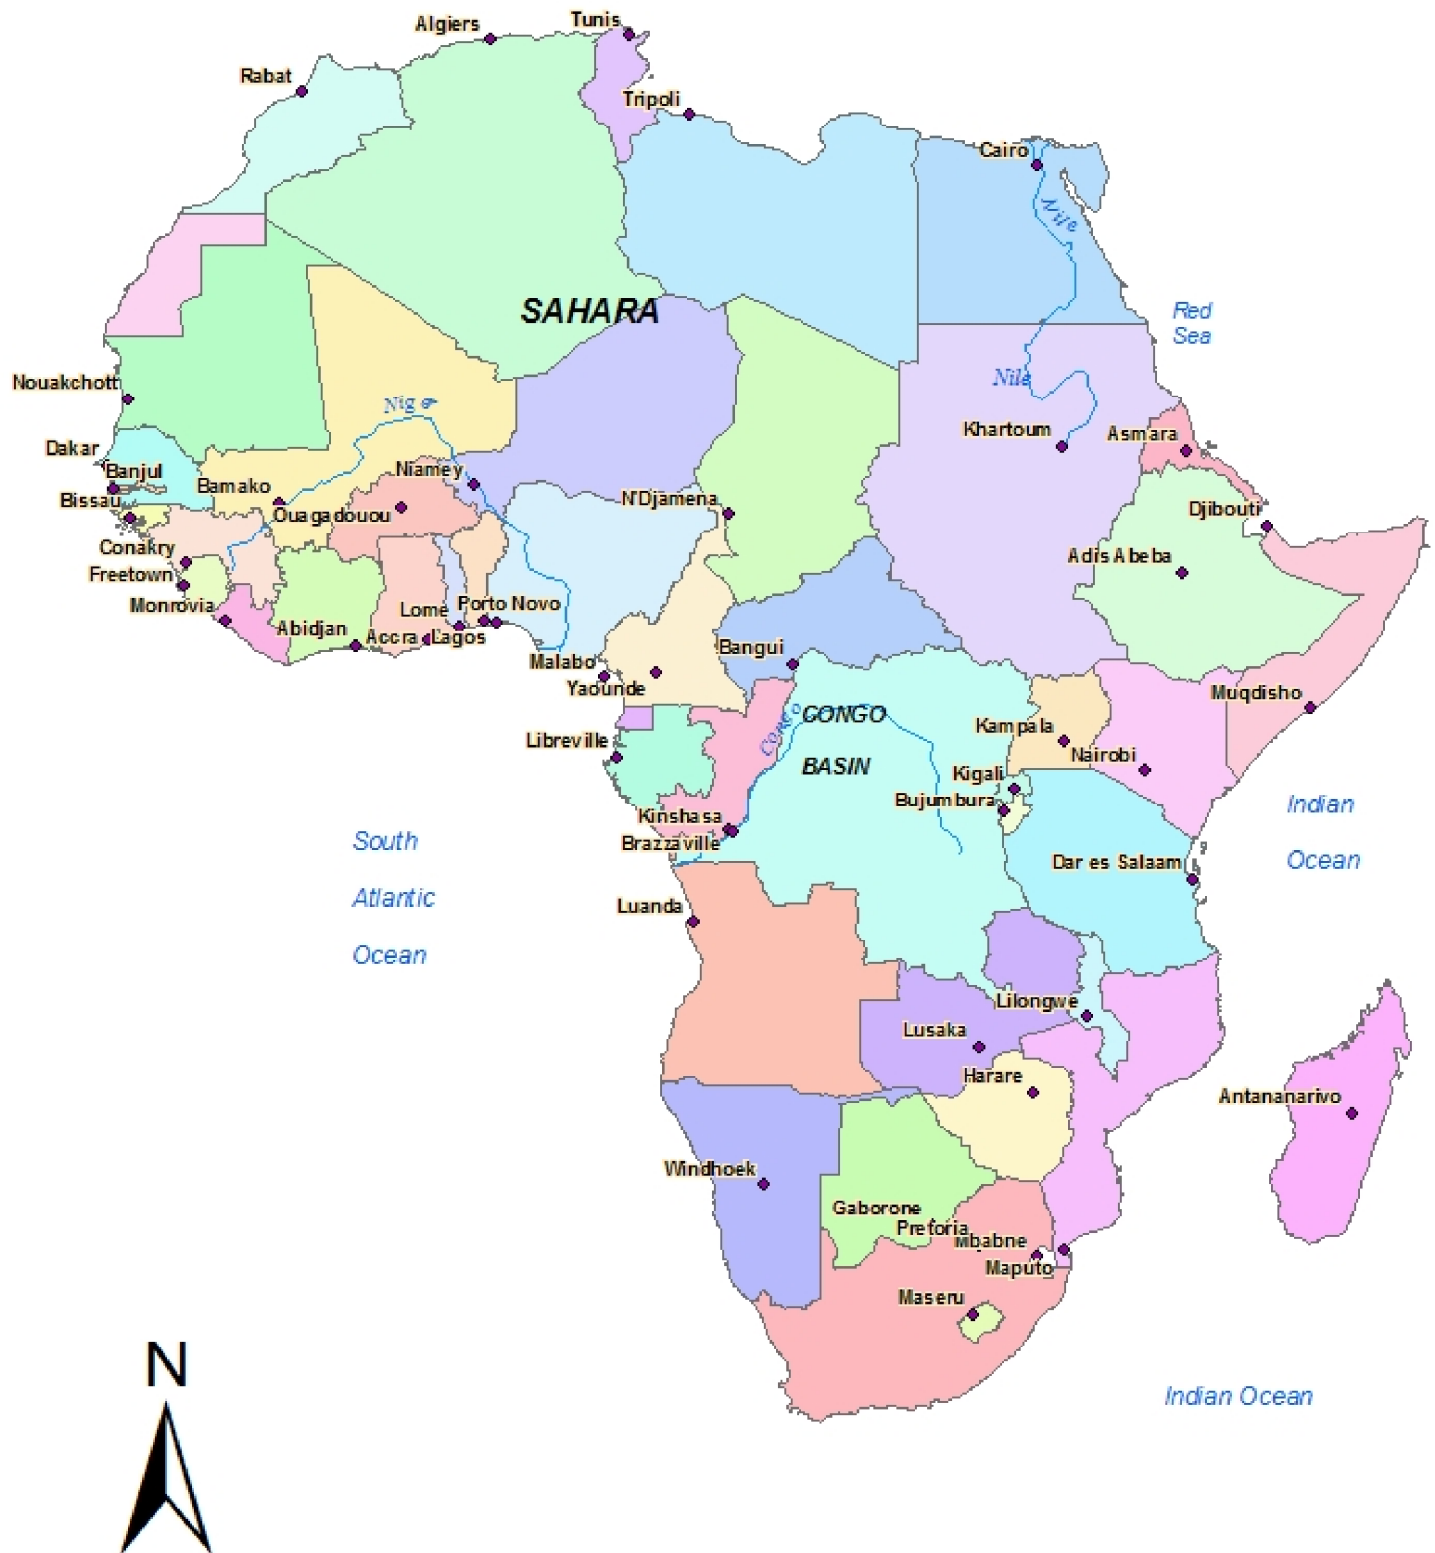 Tunis
Algiers
Rabat
Tripoli
Cairo
Nile
SAHARA
Red
Sea
Nile
Nouakchott
Niger
Khartoum
Asmara
Dakar
Banjul
Niamey
Bamako
Bissau
N'Djamena
Djibouti
Ouagadouou
Conakry
Adis Abeba
Freetown
Monrovia
Lome
Porto Novo
Abidjan
Accra
Lagos
Bangui
Malabo
Yaounde
Muqdisho
CONGO
Congo
Kampala
Libreville
Nairobi
BASIN
Kigali
Bujumbura
Indian
Kinshasa
South
Brazzaville
Ocean
Dar es Salaam
Atlantic
Luanda
Ocean
Lilongwe
Lusaka
Harare
Antananarivo
Windhoek
Gaborone
Pretoria
Mbabne
Maputo
Maseru
N
Indian Ocean